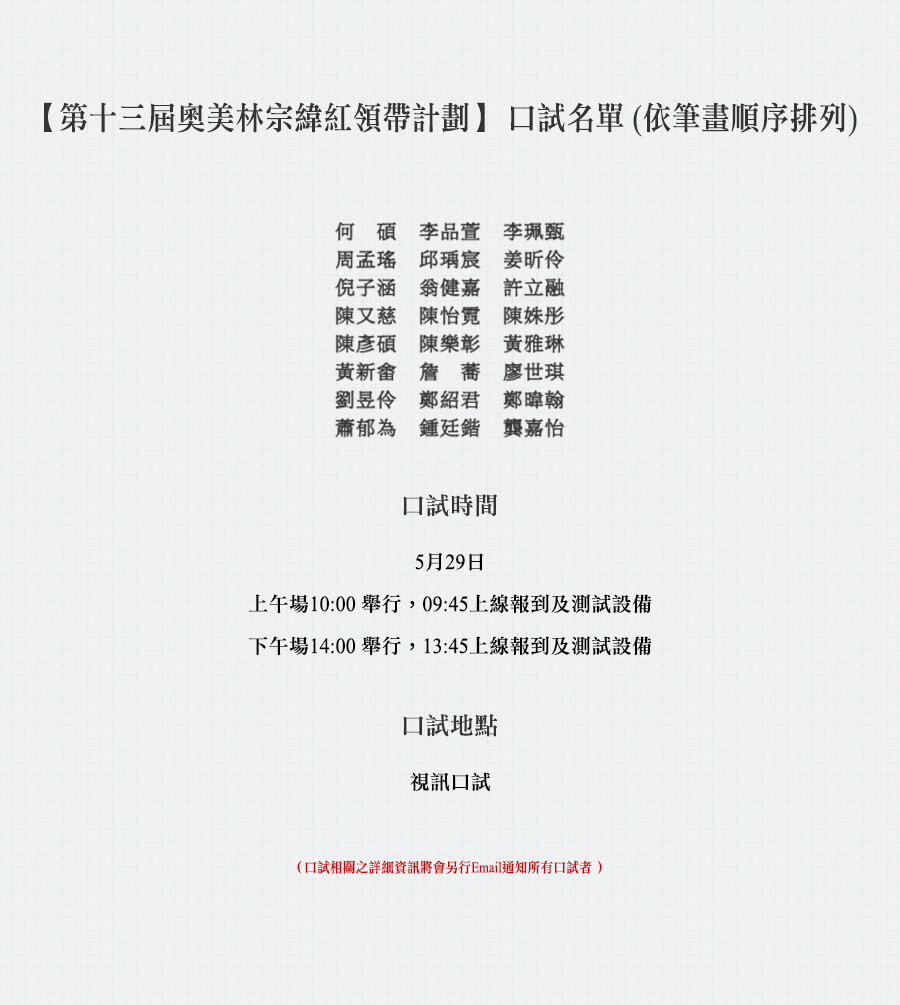 【第十三屆奧美林宗緯紅領帶計劃】 口試名單 (依筆畫順序排列)
何　碩　李品萱　李珮甄
周孟瑤　邱瑀宸　姜昕伶
倪子涵　翁健嘉　許立融
陳又慈　陳怡霓　陳姝彤
陳彥碩　陳樂彰　黃雅琳
黃新畬　詹　蕎　廖世琪
劉昱伶　鄭紹君　鄭暐翰
蕭郁為　鍾廷鍇　龔嘉怡
口試時間
5月29日
上午場10:00 舉行，09:45上線報到及測試設備
下午場14:00 舉行，13:45上線報到及測試設備
口試地點
視訊口試
（口試相關之詳細資訊將會另行Email通知所有口試者）